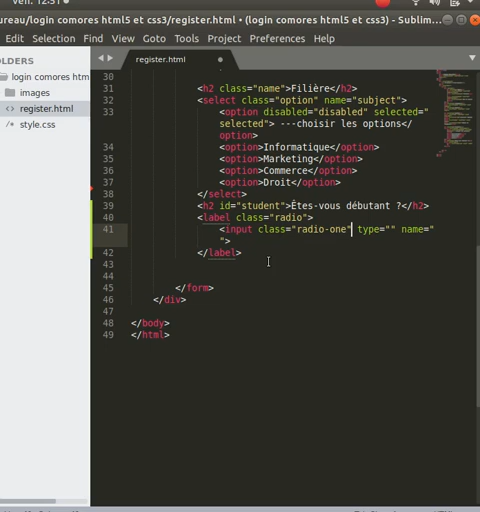 ven. 12:51
ureau/login comores html5 et css3/register.html • (login comores html5 et css3) - Sublim...
Edit Selection Find View Goto Tools Project Preferences Help
OLDERS
login comores htm
images
register.html
style.css
register.html
30
31 <h2 class="name">Filière</h2>
32 <select class="option" name="subject">
33 <option disabled="disabled" selected="
selected"> ---choisir les options</
option>
34 <option>Informatique</option>
35 <option>Marketing</option>
36 <option>Commerce</option>
37 <option>Droit</option>
38 </select>
39 <h2 id="student">Êtes-vous débutant ?</h2>
40 <label class="radio">
41 <input class="radio-one" type="" name="
">
42 </label>
43
44
45 </form>
46 </div>
47
48 </body>
49 </html>